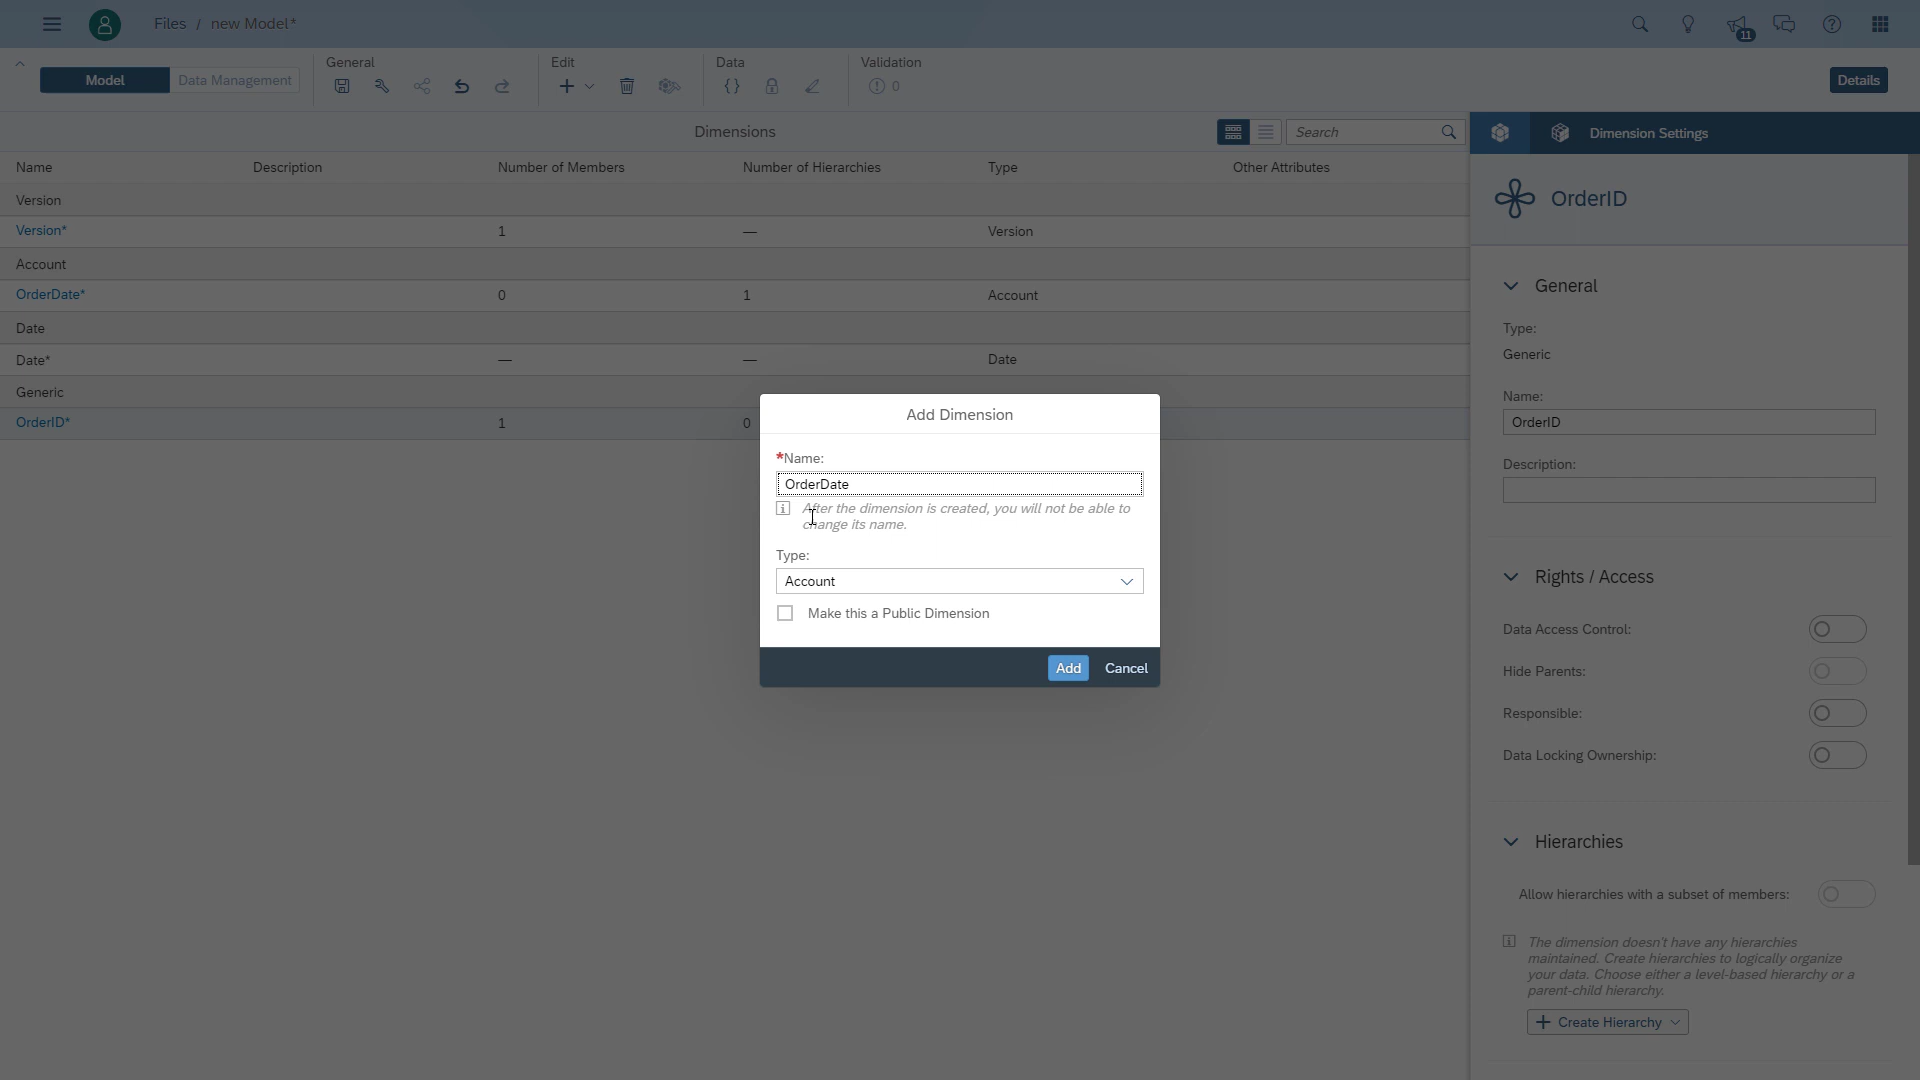 Files / new Model*
11
General
Edit
Data
Validation
Model
Data Management
0
Details
Dimensions
Search
Dimension Settings
Name
Description
Number of Members
Number of Hierarchies
Type
Other Attributes
Version
Version*
1
—
Version
Account
OrderDate*
0
1
Account
Date
Date*
—
—
Date
Generic
OrderID*
1
0
Add Dimension
*Name:
OrderDate
After the dimension is created, you will not be able to
change its name.
Type:
Account
Make this a Public Dimension
Add
Cancel
OrderID
General
Type:
Generic
Name:
OrderID
Description:
Rights / Access
Data Access Control:
Hide Parents:
Responsible:
Data Locking Ownership:
Hierarchies
Allow hierarchies with a subset of members:
The dimension doesn't have any hierarchies
maintained. Create hierarchies to logically organize
your data. Choose either a level-based hierarchy or a
parent-child hierarchy.
Create Hierarchy